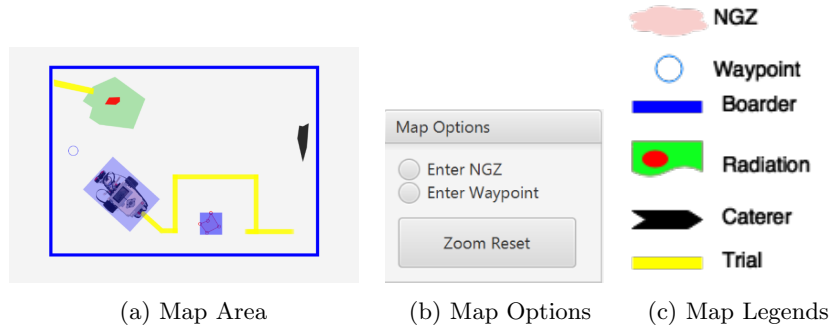 Map Options
Enter NGZ
Enter Waypoint
Zoom Reset
NGZ
Waypoint
Boarder
Radiation
Caterer
Trial
(a) Map Area
(b) Map Options
(c) Map Legends